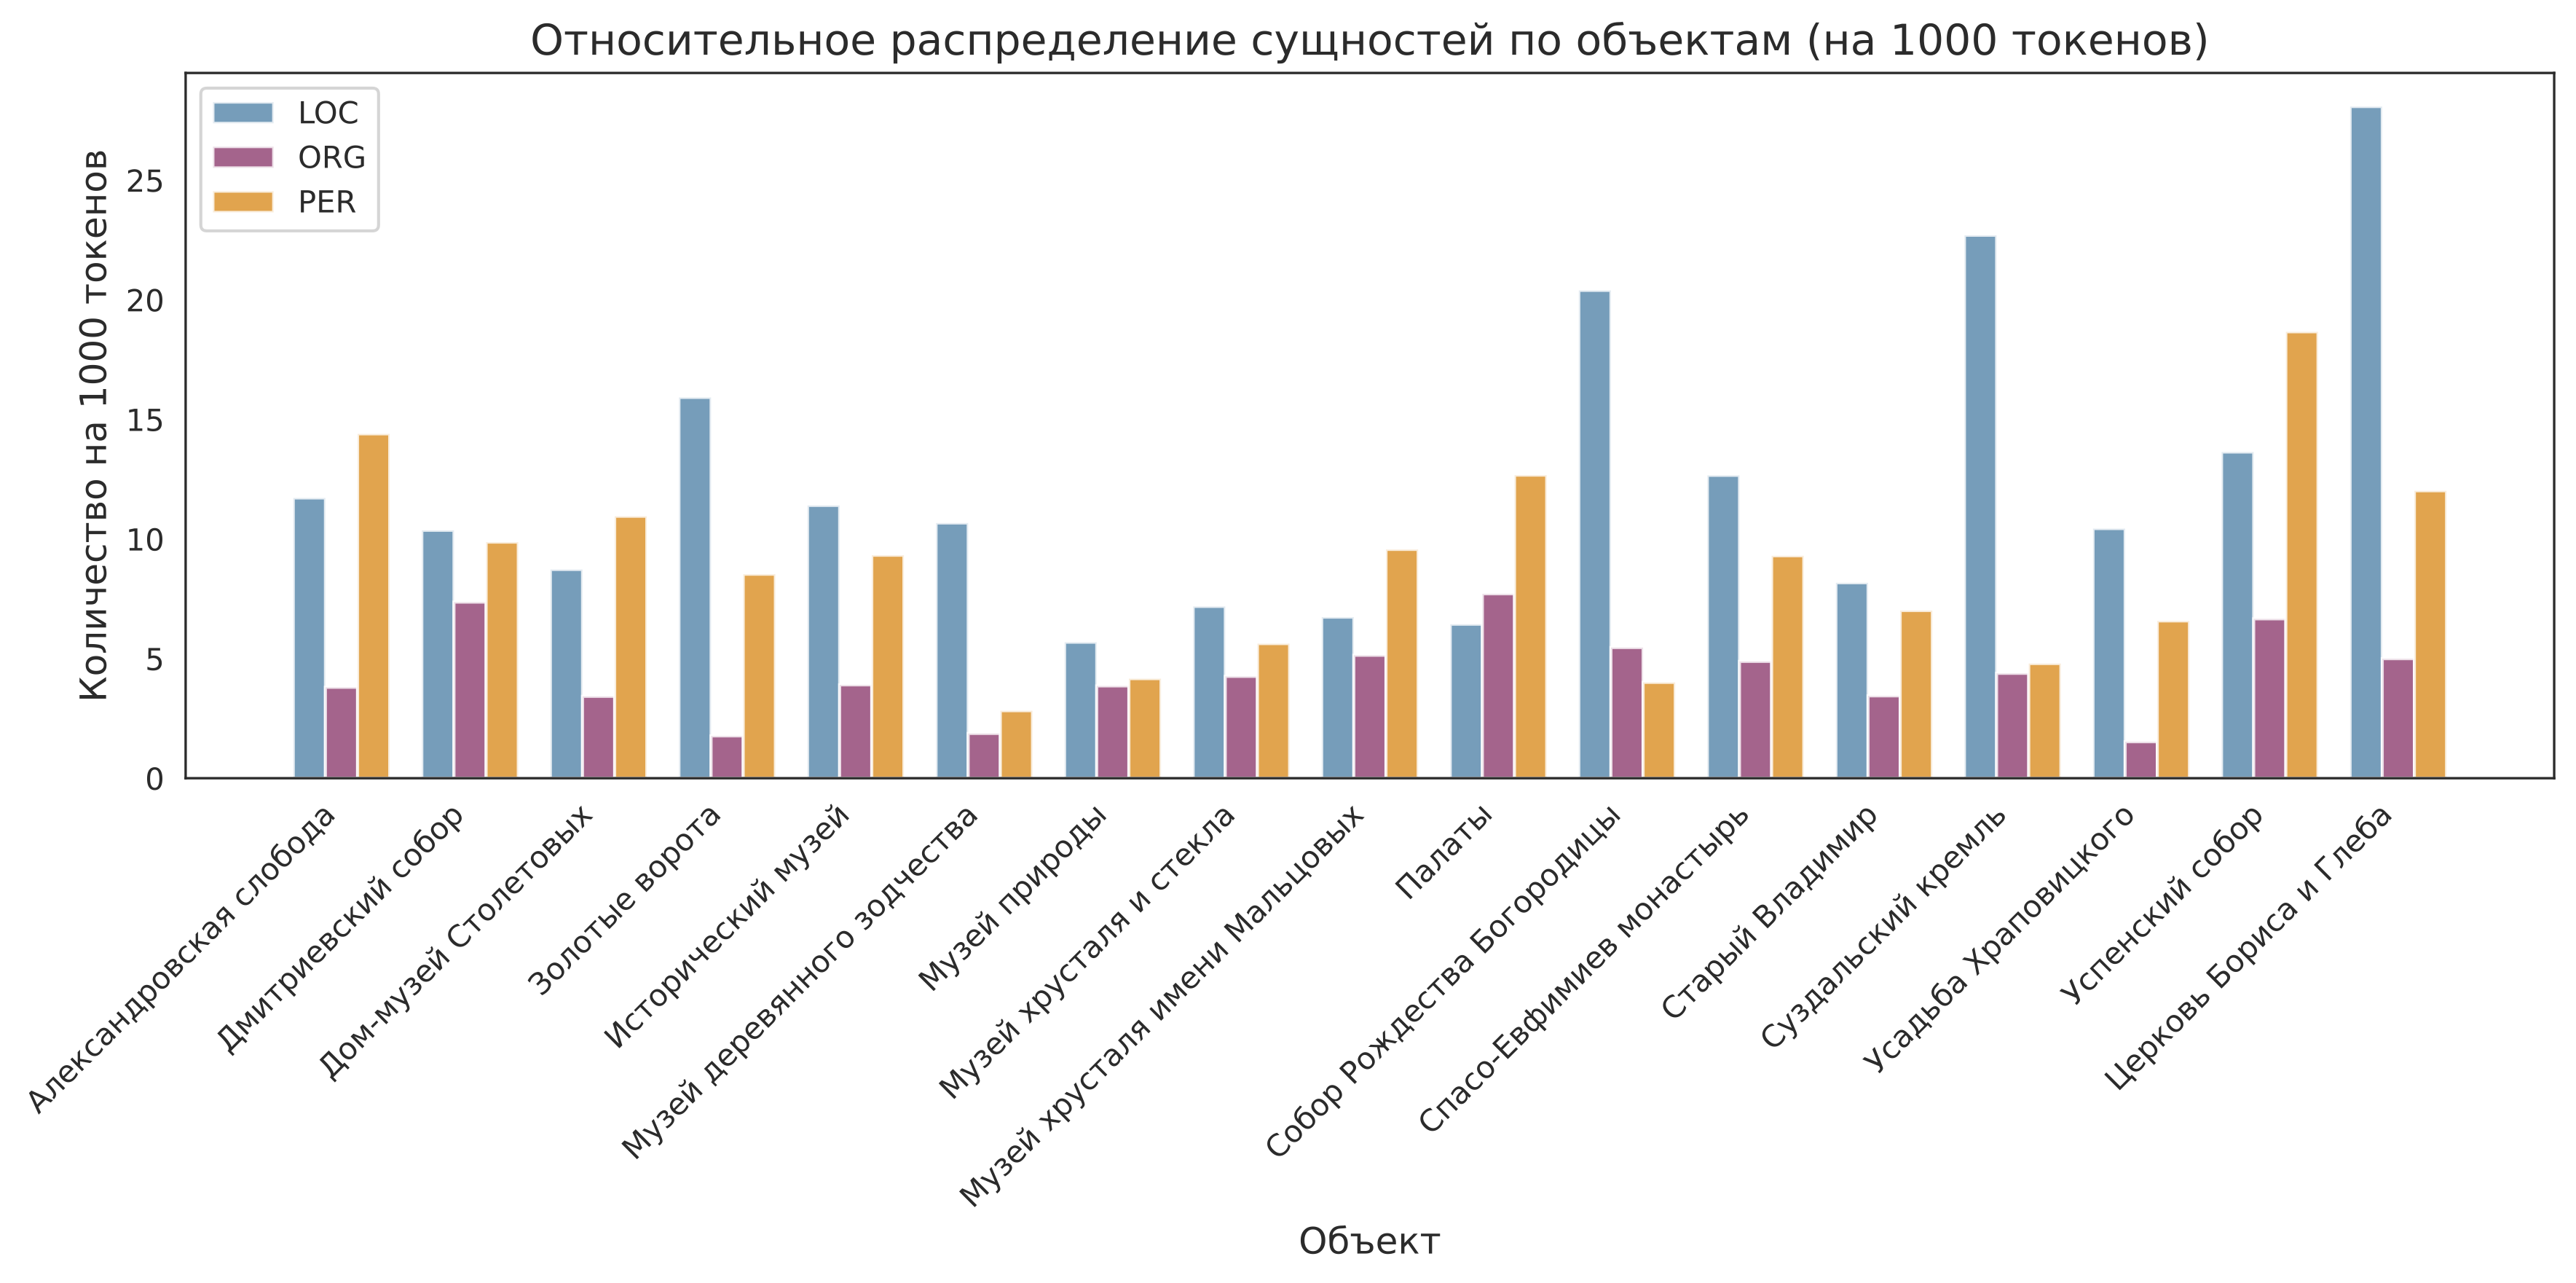 Относительное распределение сущностей по объектам (на 1000 токенов)
LOC
ORG
PER
Количество на 1000 токенов
25
20
15
10
5
0
Александровская слобода
Дмитриевский собор
Дом-музей Столетовых
Золотые ворота
Исторический музей
Музей деревянного зодчества
Музей природы
Музей хрусталя и стекла
Музей хрусталя имени Мальцовых
Палаты
Собор Рождества Богородицы
Спасо-Евфимиев монастырь
Старый Владимир
Суздальский кремль
Усадьба Храповицкого
Успенский собор
Церковь Бориса и Глеба
Объект